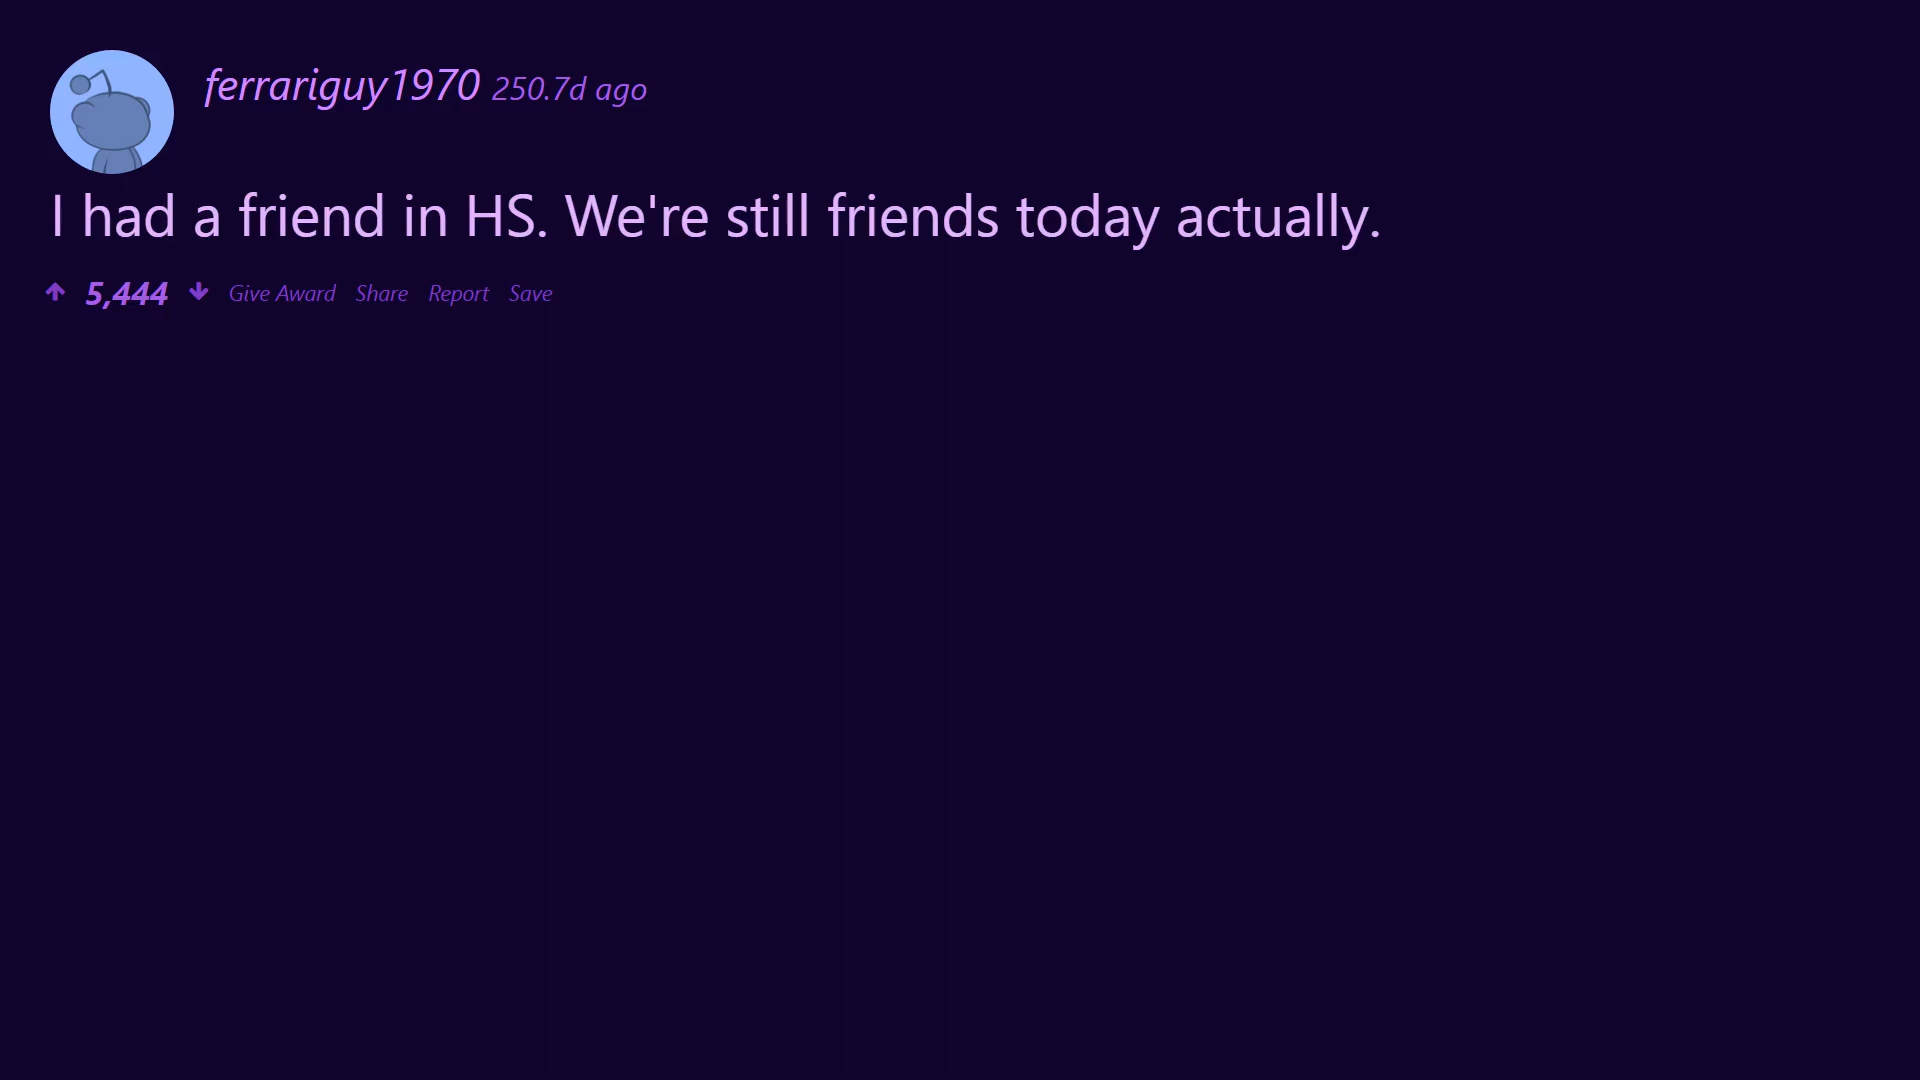 ferrariguy1970 250.7d ago
I had a friend in HS. We're still friends today actually.
5,444 Give Award Share Report Save